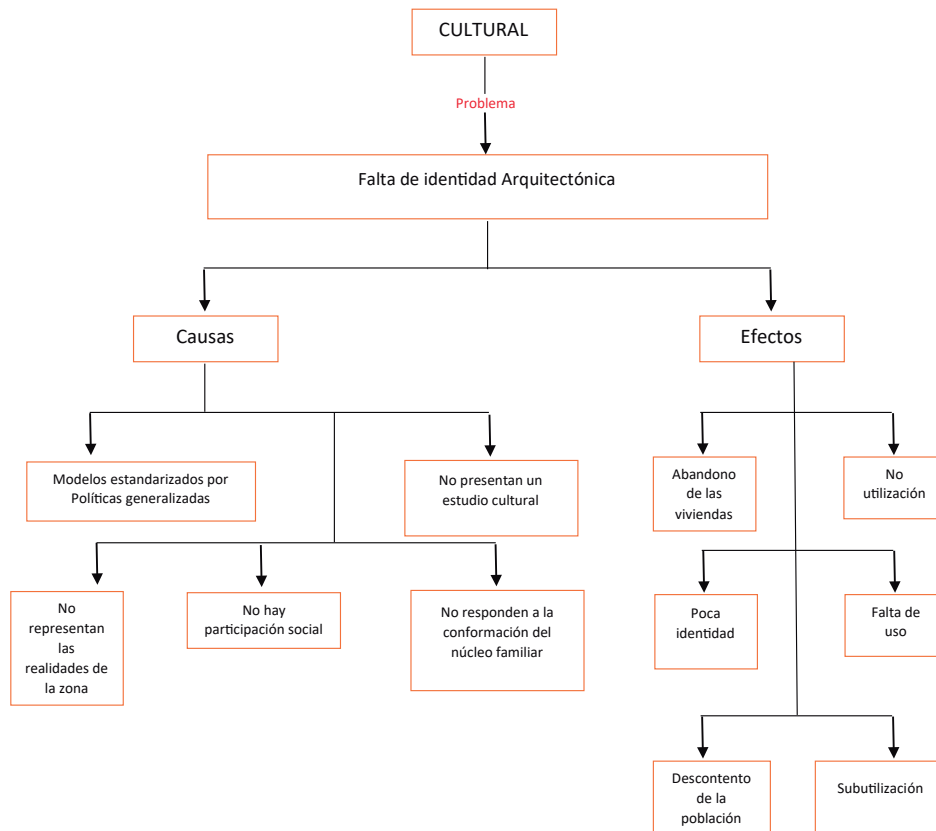 CULTURAL
Problema
Falta de identidad Arquitectónica
Causas
Efectos
Modelos estandarizados por
Políticas generalizadas
No presentan un
estudio cultural
Abandono
de las
viviendas
No
utilización
No
representan
las
realidades de
la zona
No hay
participación social
No responden a la
conformación del
núcleo familiar
Poca
identidad
Falta de
uso
Descontento
de la
población
Subutilización